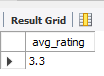 Result Grid
avg_rating
3.3